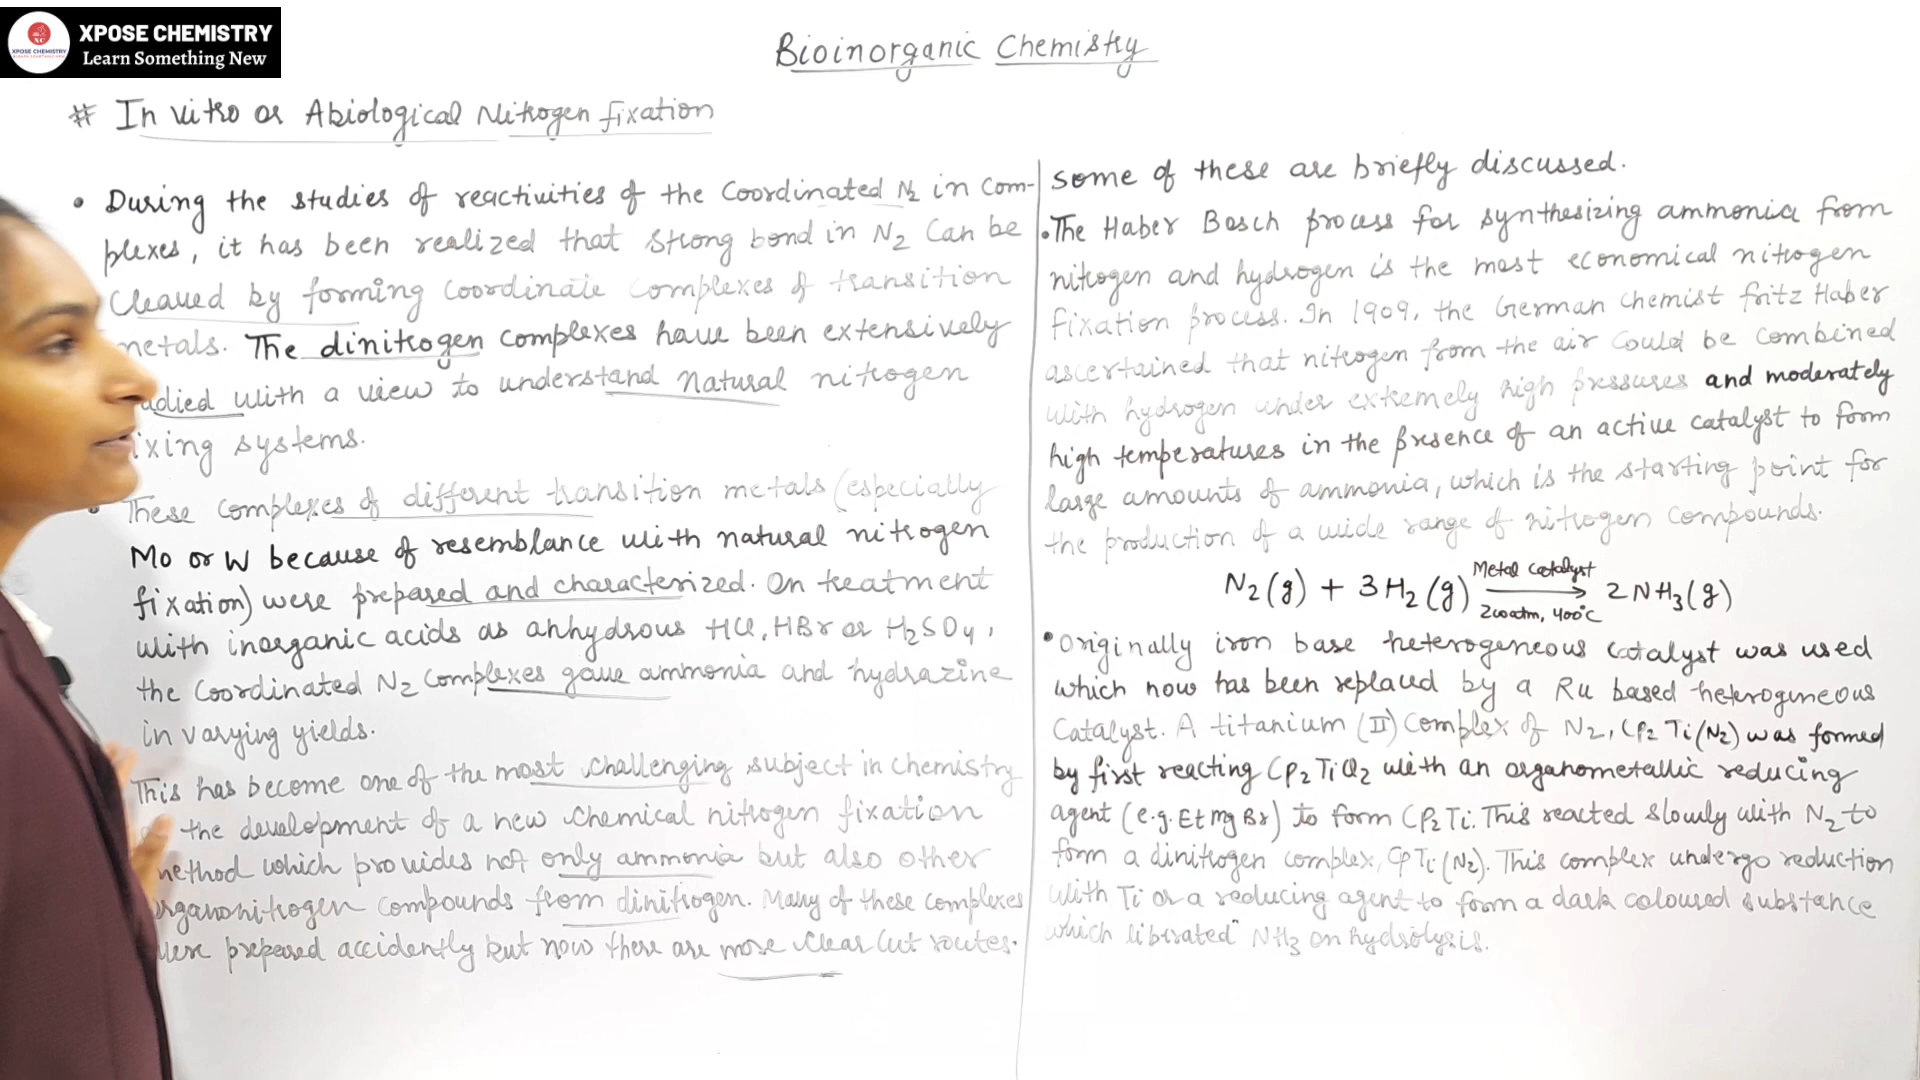 XPOSE CHEMISTRY
Learn Something New
XPOSE CHEMISTRY
Bioinorganic Chemistry
# In vitro or Abiological Nitrogen fixation
• During the studies of reactivities of the Coordinated N2 in com-
plexes, it has been realized that strong bond in N2 Can be
Cleaved by forming coordinate complexes of transition
metals. The dinitrogen complexes have been extensively
udied with a view to understand natural nitrogen
ixing systems.
• These complexes of different transition metals (especially
Mo or W because of resemblance with natural nitrogen
fixation) were prepared and characterized. On treatment
with inorganic acids as anhydrous HCl, HBr or H2SO4,
the Coordinated N2 complexes gave ammonia and hydrazine
in varying yields.
This has become one of the most challenging subject in chemistry
the development of a new chemical nitrogen fixation
method which provides not only ammonia but also other
organonitrogen compounds from dinitrogen. Many of these complexes
were prepared accidently but now there are more clear cut routes.
some of these are briefly discussed.
• The Haber Bosch process for synthesizing ammonia from
nitrogen and hydrogen is the most economical nitrogen
fixation process. In 1909, the German chemist fritz Haber
ascertained that nitrogen from the air could be combined
with hydrogen under extremely high pressures and moderately
high temperatures in the presence of an active catalyst to form
large amounts of ammonia, which is the starting point for
the production of a wide range of nitrogen compounds.
N2(g) + 3H2(g) Metal catalyst 200atm, 400°C → 2NH3(g)
• Originally iron base heterogeneous catalyst was used
which now has been replaced by a Ru based heterogineous
Catalyst. A titanium (II) Complex of N2, Cp2 Ti(N2) was formed
by first reacting Cp2TiCl2 with an organometallic reducing
agent (e.g. EtMgBr) to form CP2Ti. This reacted slowly with N2 to
form a dinitrogen complex, CpTi(N2). This complex undergo reduction
with Ti or a reducing agent to form a dark coloured substance
which librated NH3 on hydrolysis.